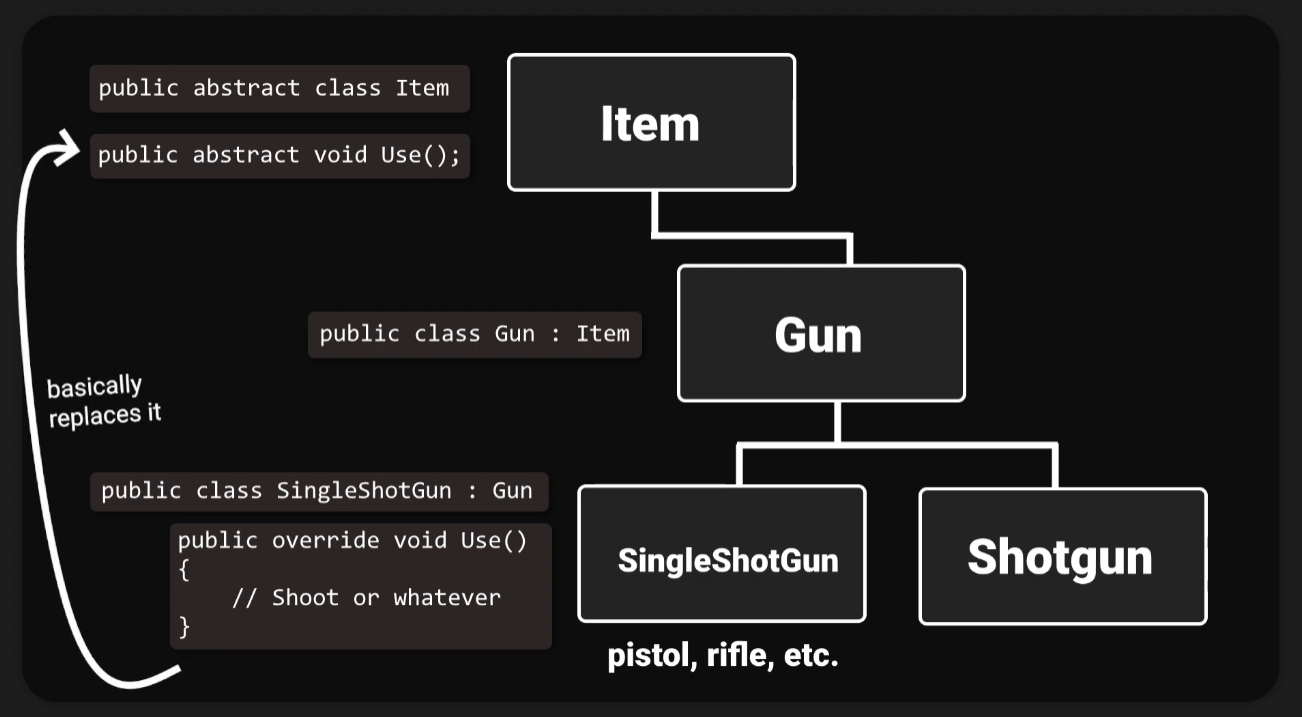 public abstract class Item
Item
public abstract void Use();
public class Gun : Item
Gun
basically
replaces it
public class SingleShotGun : Gun
public override void Use()
{
    // Shoot or whatever
}
SingleShotGun
Shotgun
pistol, rifle, etc.